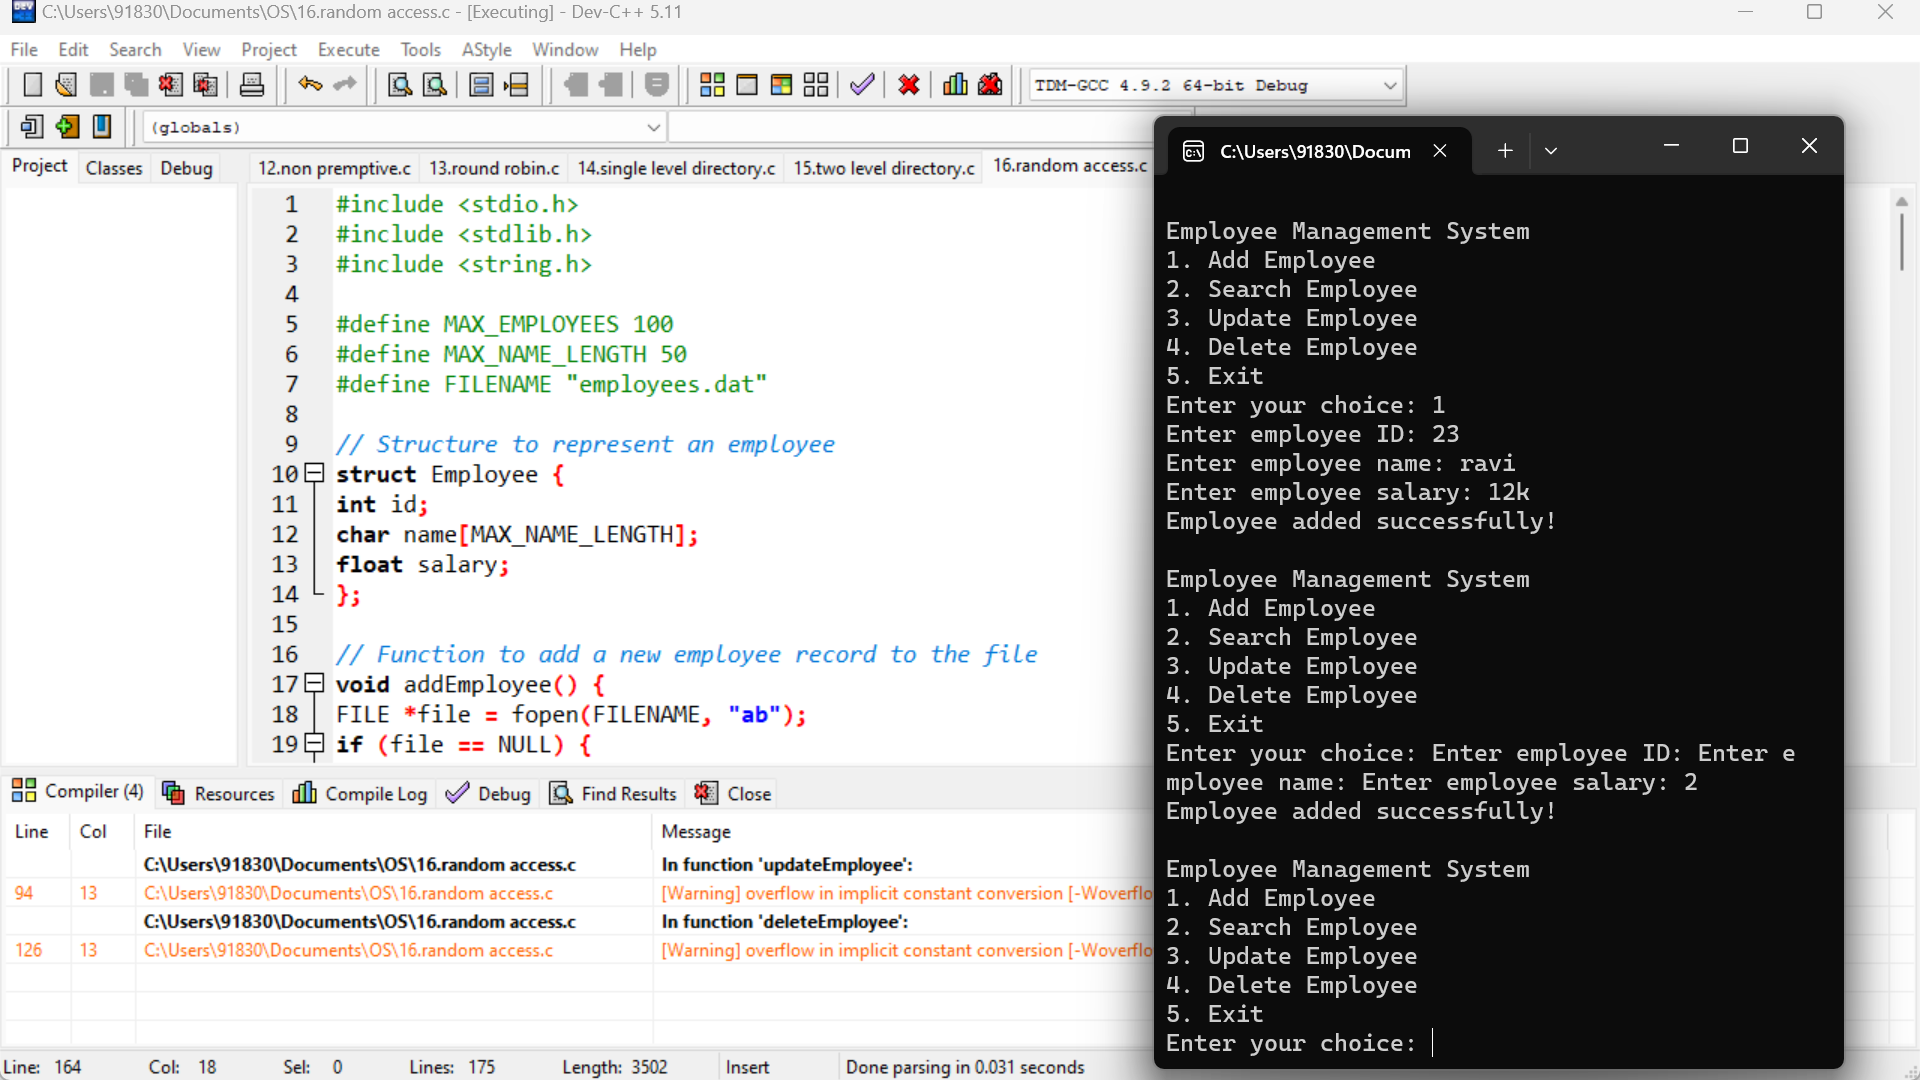 C:\Users\91830\Documents\OS\16.random access.c - [Executing] - Dev-C++ 5.11
File Edit Search View Project Execute Tools AStyle Window Help
TDM-GCC 4.9.2 64-bit Debug
(globals)
Project Classes Debug
12.non premptive.c 13.round robin.c 14.single level directory.c 15.two level directory.c 16.random access.c
1 #include <stdio.h>
2 #include <stdlib.h>
3 #include <string.h>
4
5 #define MAX_EMPLOYEES 100
6 #define MAX_NAME_LENGTH 50
7 #define FILENAME "employees.dat"
8
9 // Structure to represent an employee
10 struct Employee {
11 int id;
12 char name[MAX_NAME_LENGTH];
13 float salary;
14 };
15
16 // Function to add a new employee record to the file
17 void addEmployee() {
18 FILE *file = fopen(FILENAME, "ab");
19 if (file == NULL) {
C:\Users\91830\Docum
Employee Management System
1. Add Employee
2. Search Employee
3. Update Employee
4. Delete Employee
5. Exit
Enter your choice: 1
Enter employee ID: 23
Enter employee name: ravi
Enter employee salary: 12k
Employee added successfully!
Employee Management System
1. Add Employee
2. Search Employee
3. Update Employee
4. Delete Employee
5. Exit
Enter your choice: Enter employee ID: Enter e
mployee name: Enter employee salary: 2
Employee added successfully!
Employee Management System
1. Add Employee
2. Search Employee
3. Update Employee
4. Delete Employee
5. Exit
Enter your choice:
Compiler (4) Resources Compile Log Debug Find Results Close
Line Col File Message
C:\Users\91830\Documents\OS\16.random access.c In function 'updateEmployee':
94 13 C:\Users\91830\Documents\OS\16.random access.c [Warning] overflow in implicit constant conversion [-Woverflo
C:\Users\91830\Documents\OS\16.random access.c In function 'deleteEmployee':
126 13 C:\Users\91830\Documents\OS\16.random access.c [Warning] overflow in implicit constant conversion [-Woverflo
Line: 164 Col: 18 Sel: 0 Lines: 175 Length: 3502 Insert Done parsing in 0.031 seconds